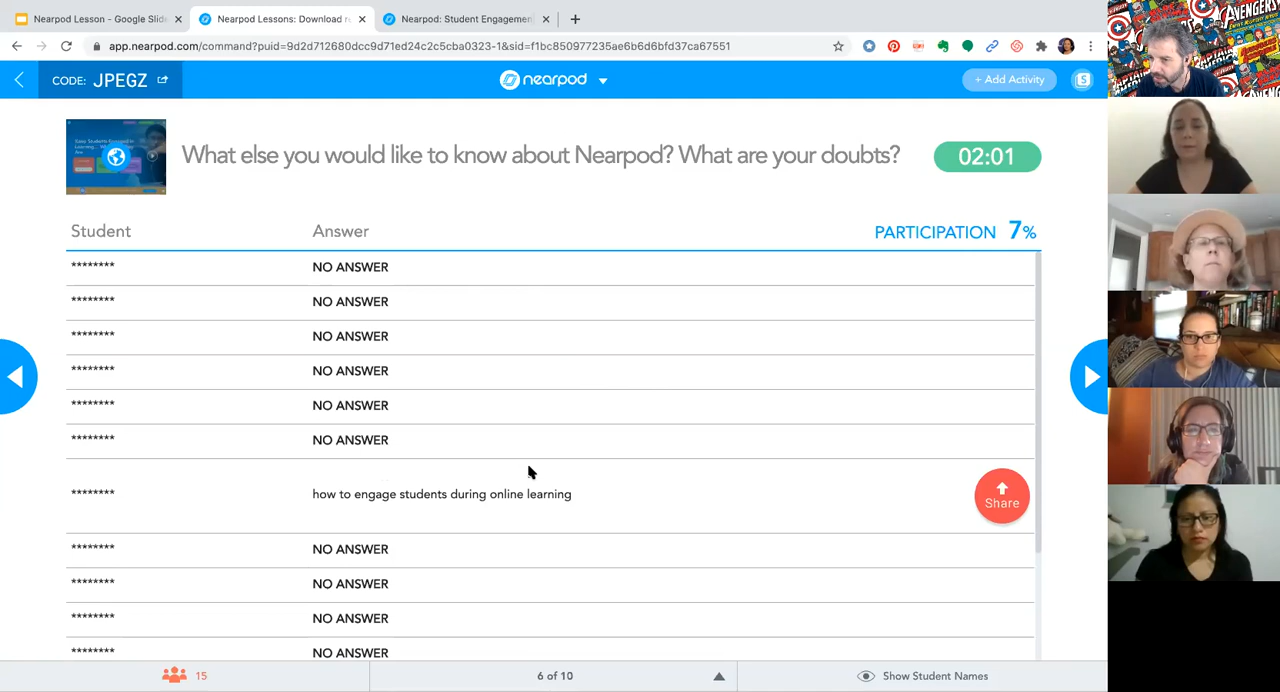 Nearpod Lesson - Google Slide
Nearpod Lessons: Download r
Nearpod: Student Engagemen
app.nearpod.com/command?puid=9d2d712680dcc9d71ed24c2c5cba0323-1&sid=f1bc850977235ae6b6d6bfd37ca67551
CODE: JPEGZ
nearpod
+ Add Activity
S
What else you would like to know about Nearpod? What are your doubts?
02:01
Student
Answer
PARTICIPATION 7%
******** NO ANSWER
******** NO ANSWER
******** NO ANSWER
******** NO ANSWER
******** NO ANSWER
******** NO ANSWER
******** how to engage students during online learning
Share
******** NO ANSWER
******** NO ANSWER
******** NO ANSWER
NO ANSWER
15
6 of 10
Show Student Names
AVENGERS
CAPTAIN